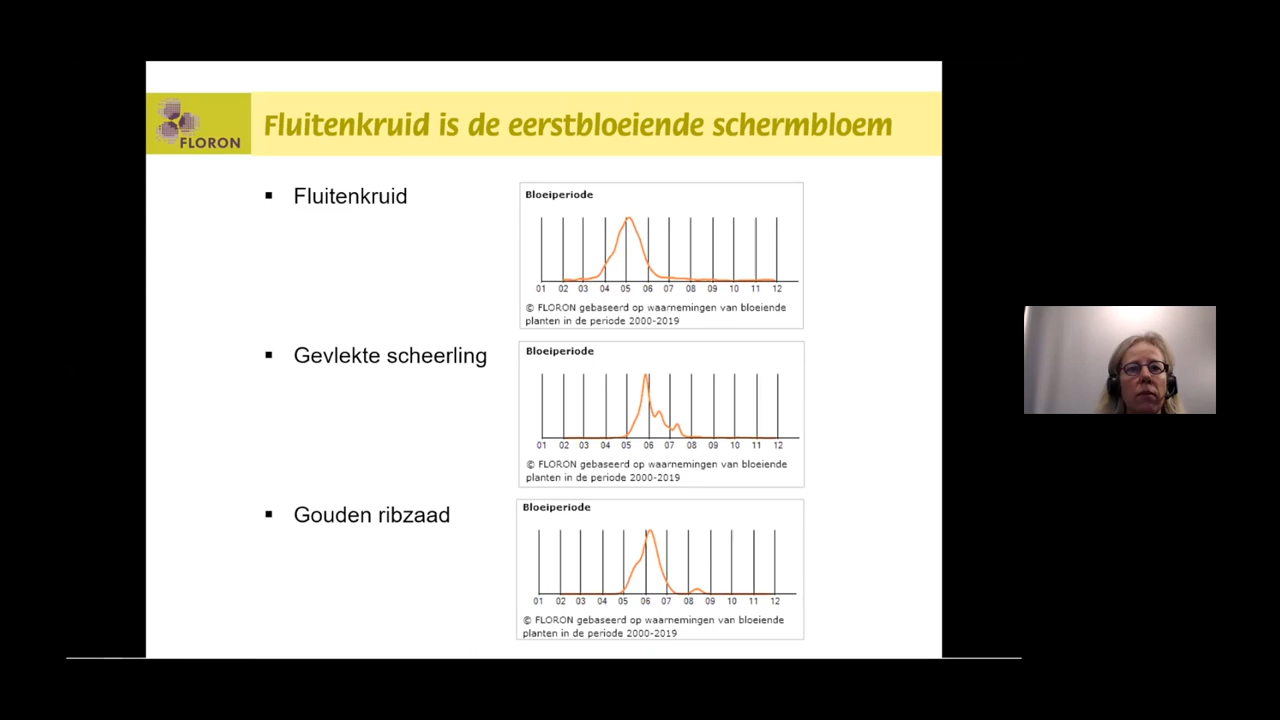 FLORON
Fluitenkruid is de eerstbloeiende schermbloem
▪ Fluitenkruid
Bloeiperiode
01 02 03 04 05 06 07 08 09 10 11 12
© FLORON gebaseerd op waarnemingen van bloeiende
planten in de periode 2000-2019
▪ Gevlekte scheerling
Bloeiperiode
01 02 03 04 05 06 07 08 09 10 11 12
© FLORON gebaseerd op waarnemingen van bloeiende
planten in de periode 2000-2019
▪ Gouden ribzaad
Bloeiperiode
01 02 03 04 05 06 07 08 09 10 11 12
© FLORON gebaseerd op waarnemingen van bloeiende
planten in de periode 2000-2019